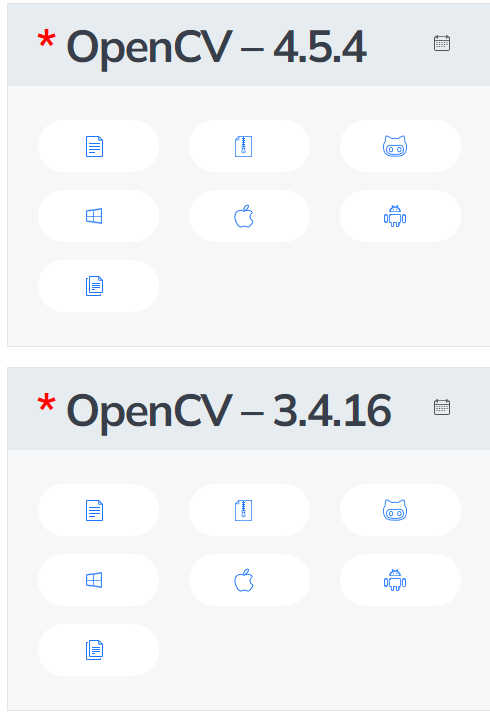 * OpenCV – 4.5.4
* OpenCV – 3.4.16